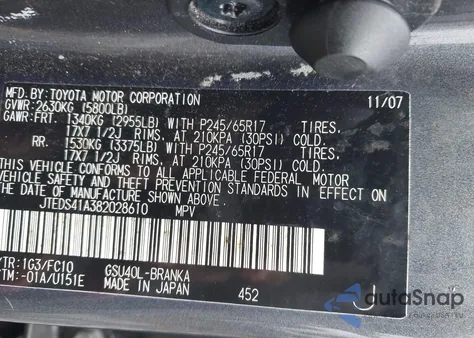 MFD. BY: TOYOTA MOTOR CORPORATION 11/07
GVWR: 2630KG (5800LB)
GAWR: FRT. 1340KG (2955LB) WITH P245/65R17 TIRES,
17X7 1/2J RIMS, AT 210KPA (30PSI) COLD.
RR. 1530KG (3375LB) WITH P245/65R17 TIRES,
17X7 1/2J RIMS, AT 210KPA (30PSI) COLD.
THIS VEHICLE CONFORMS TO ALL APPLICABLE FEDERAL MOTOR
VEHICLE SAFETY AND THEFT PREVENTION STANDARDS IN EFFECT
ON THE DATE OF MANUFACTURE SHOWN ABOVE.
JTEDS41A382028610 MPV
/TR: 1G3/FC10 GSU40L-BRANKA
TM: -01A/U151E MADE IN JAPAN 452 J
autoSnap
POWERED BY